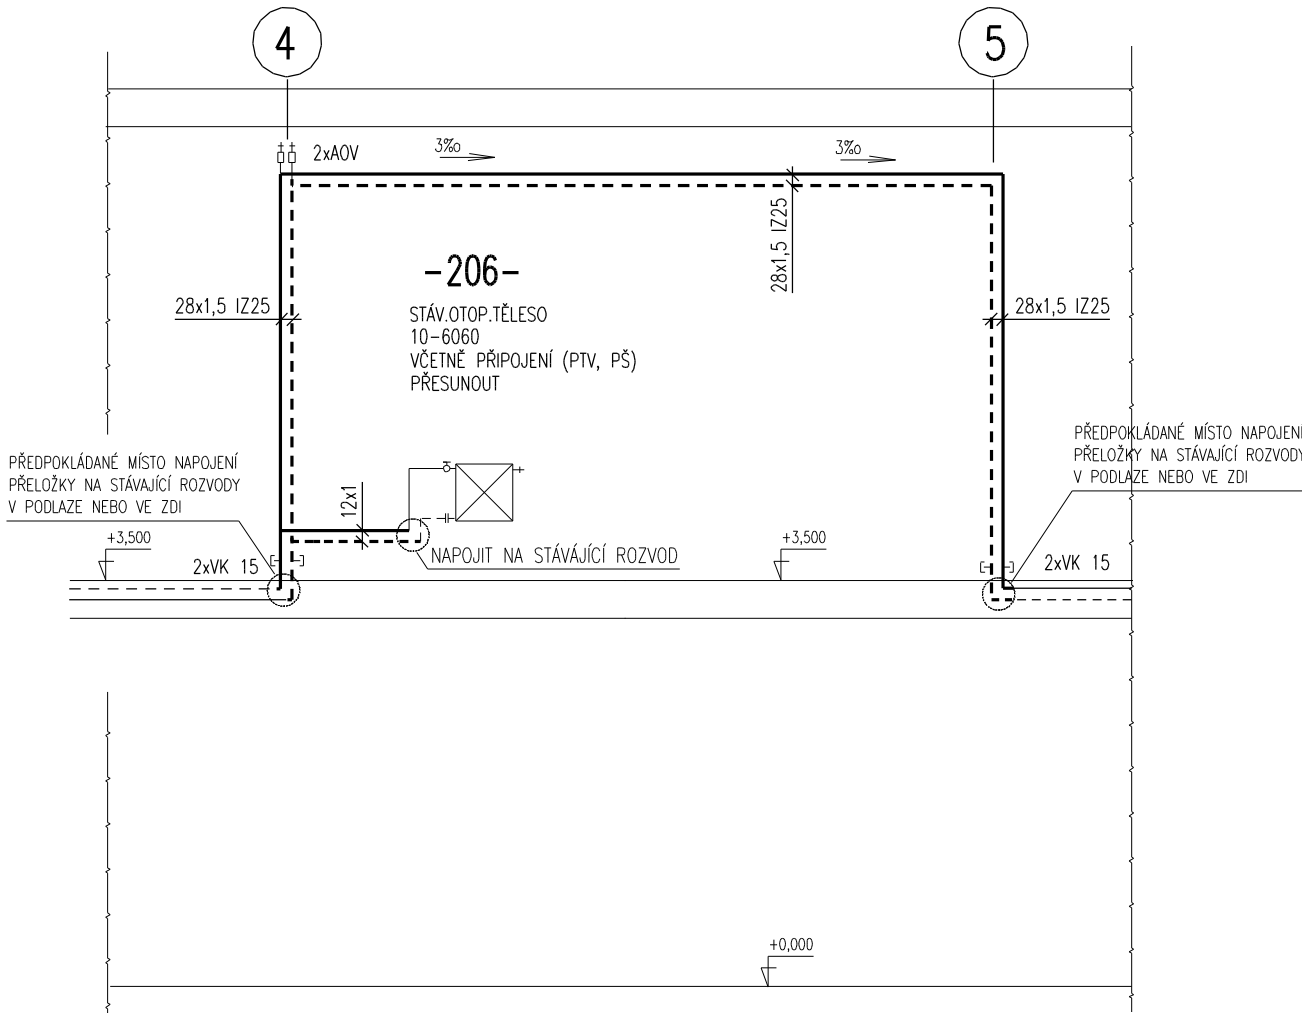 4
5
2xAOV
3‰
3‰
28x1,5 IZ25
-206-
28x1,5 IZ25
28x1,5 IZ25
STÁV.OTOP.TĚLESO
10-6060
VČETNĚ PŘIPOJENÍ (PTV, PŠ)
PŘESUNOUT
PŘEDPOKLÁDANÉ MÍSTO NAPOJENÍ
PŘELOŽKY NA STÁVAJÍCÍ ROZVODY
V PODLAZE NEBO VE ZDI
PŘEDPOKLÁDANÉ MÍSTO NAPOJENÍ
PŘELOŽKY NA STÁVAJÍCÍ ROZVODY
V PODLAZE NEBO VE ZDI
12x1
+3,500
NAPOJIT NA STÁVÁJÍCÍ ROZVOD
+3,500
2xVK 15
2xVK 15
+0,000